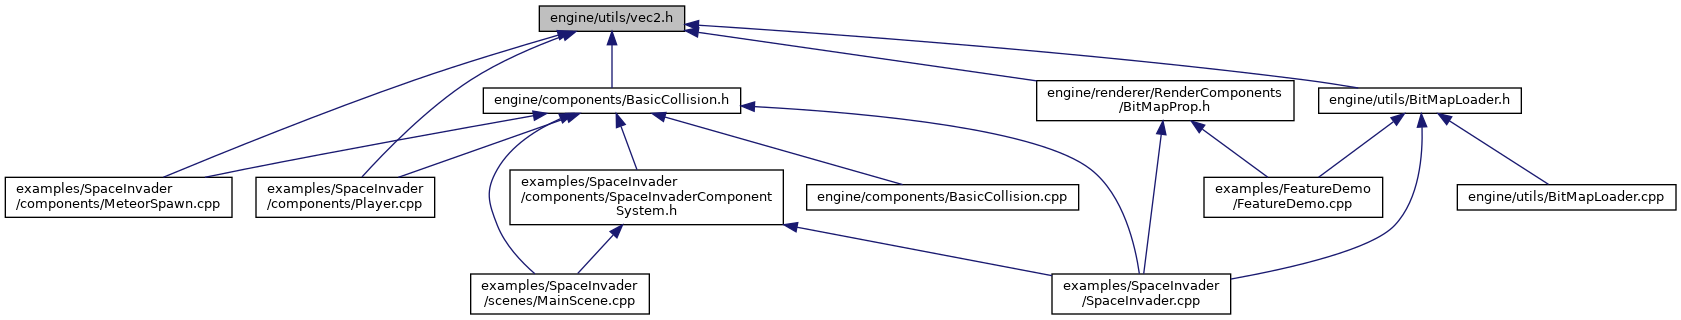 engine/utils/vec2.h
engine/components/BasicCollision.h
engine/renderer/RenderComponents
/BitMapProp.h
engine/utils/BitMapLoader.h
examples/SpaceInvader
/components/MeteorSpawn.cpp
examples/SpaceInvader
/components/Player.cpp
examples/SpaceInvader
/components/SpaceInvaderComponent
System.h
engine/components/BasicCollision.cpp
examples/FeatureDemo
/FeatureDemo.cpp
engine/utils/BitMapLoader.cpp
examples/SpaceInvader
/scenes/MainScene.cpp
examples/SpaceInvader
/SpaceInvader.cpp